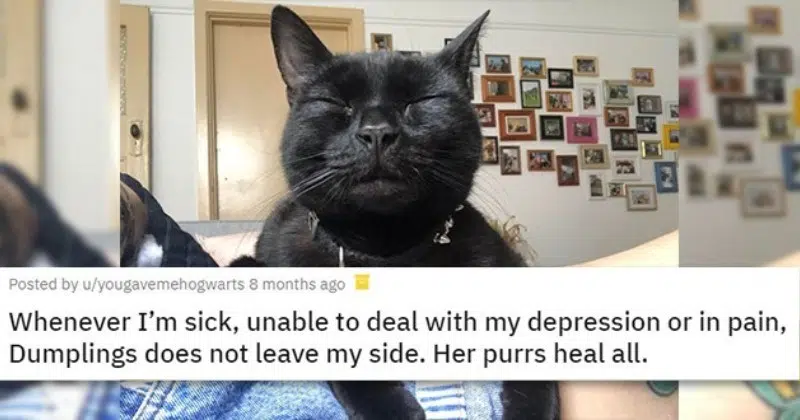 Posted by u/yougavemehogwarts 8 months ago
Whenever I’m sick, unable to deal with my depression or in pain,
Dumplings does not leave my side. Her purrs heal all.